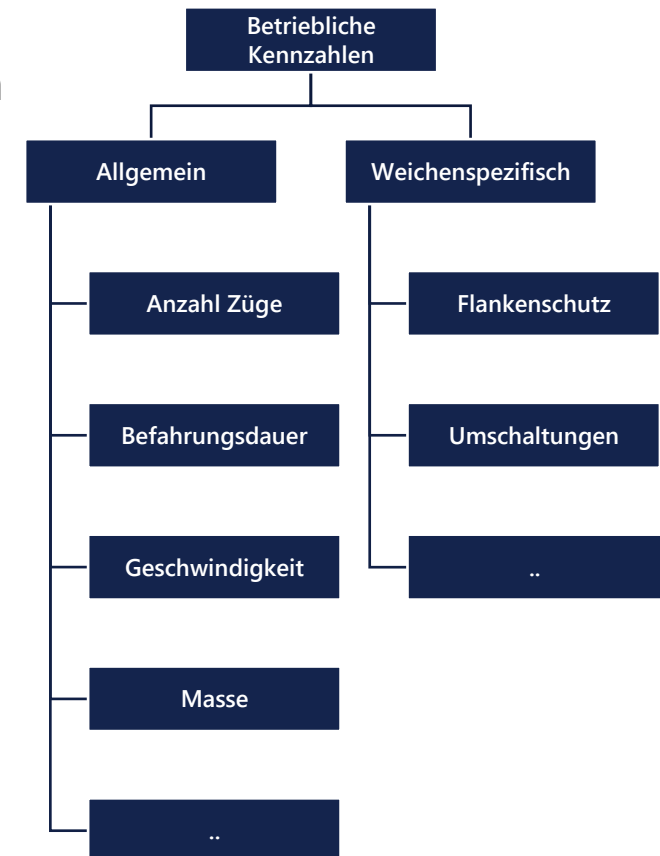 Betriebliche
Kennzahlen
Allgemein
Weichenspezifisch
Anzahl Züge
Flankenschutz
Befahrungsdauer
Umschaltungen
Geschwindigkeit
..
Masse
..